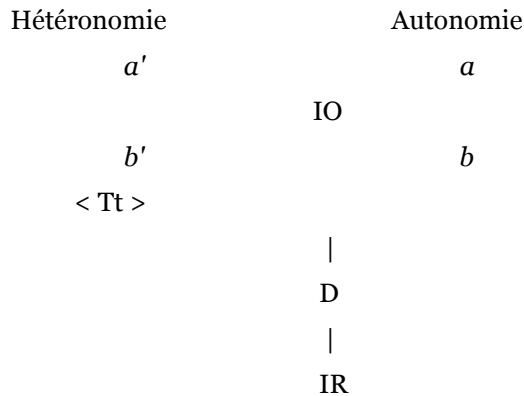 Hétéronomie Autonomie
a' a
IO
b' b
< Tt >
|
D
|
IR